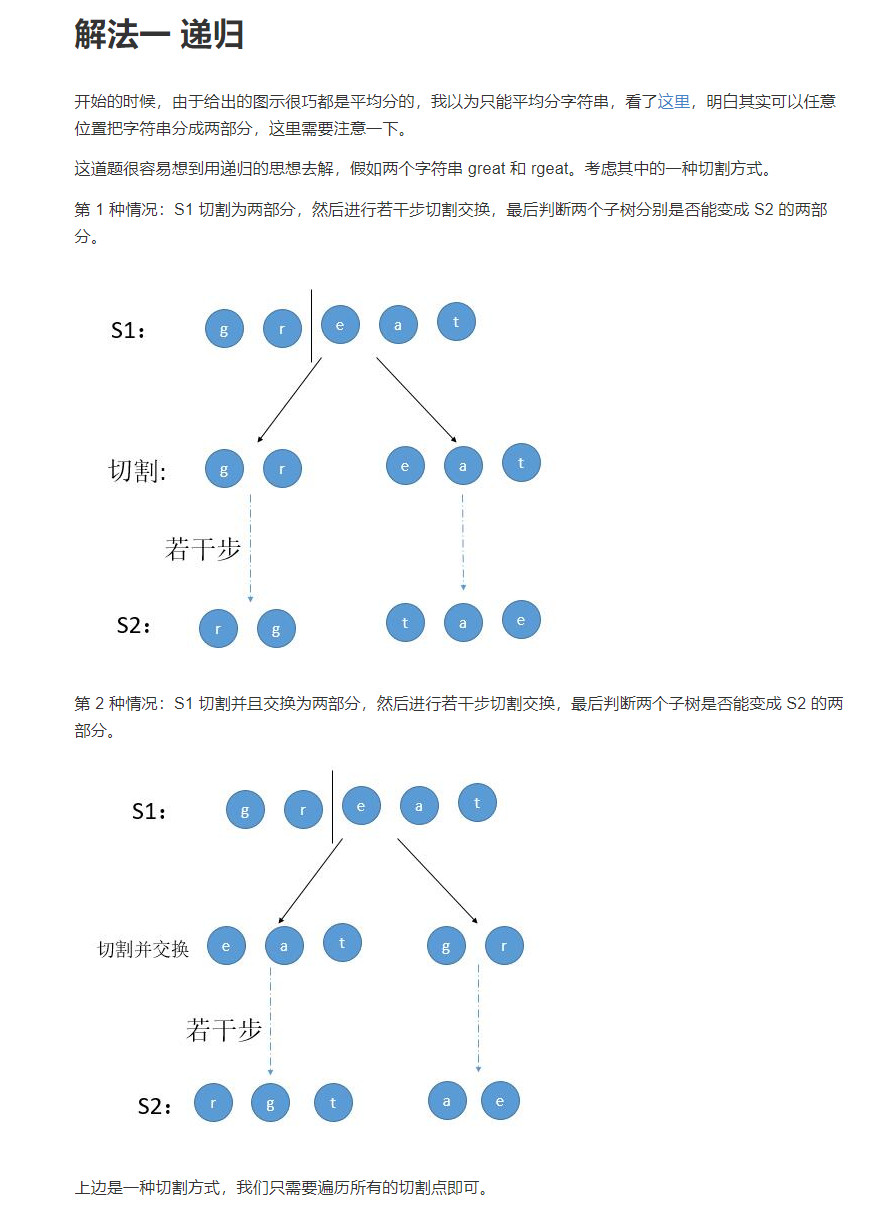 解法一 递归
开始的时候，由于给出的图示很巧都是平均分的，我以为只能平均分字符串，看了这里，明白其实可以任意
位置把字符串分成两部分，这里需要注意一下。
这道题很容易想到用递归的思想去解，假如两个字符串 great 和 rgeat。考虑其中的一种切割方式。
第 1 种情况：S1 切割为两部分，然后进行若干步切割交换，最后判断两个子树分别是否能变成 S2 的两部
分。
S1： g r e a t
切割: g r e a t
若干步
S2： r g t a e
第 2 种情况：S1 切割并且交换为两部分，然后进行若干步切割交换，最后判断两个子树是否能变成 S2 的两
部分。
S1： g r e a t
切割并交换 e a t g r
若干步
S2： r g t a e
上边是一种切割方式，我们只需要遍历所有的切割点即可。